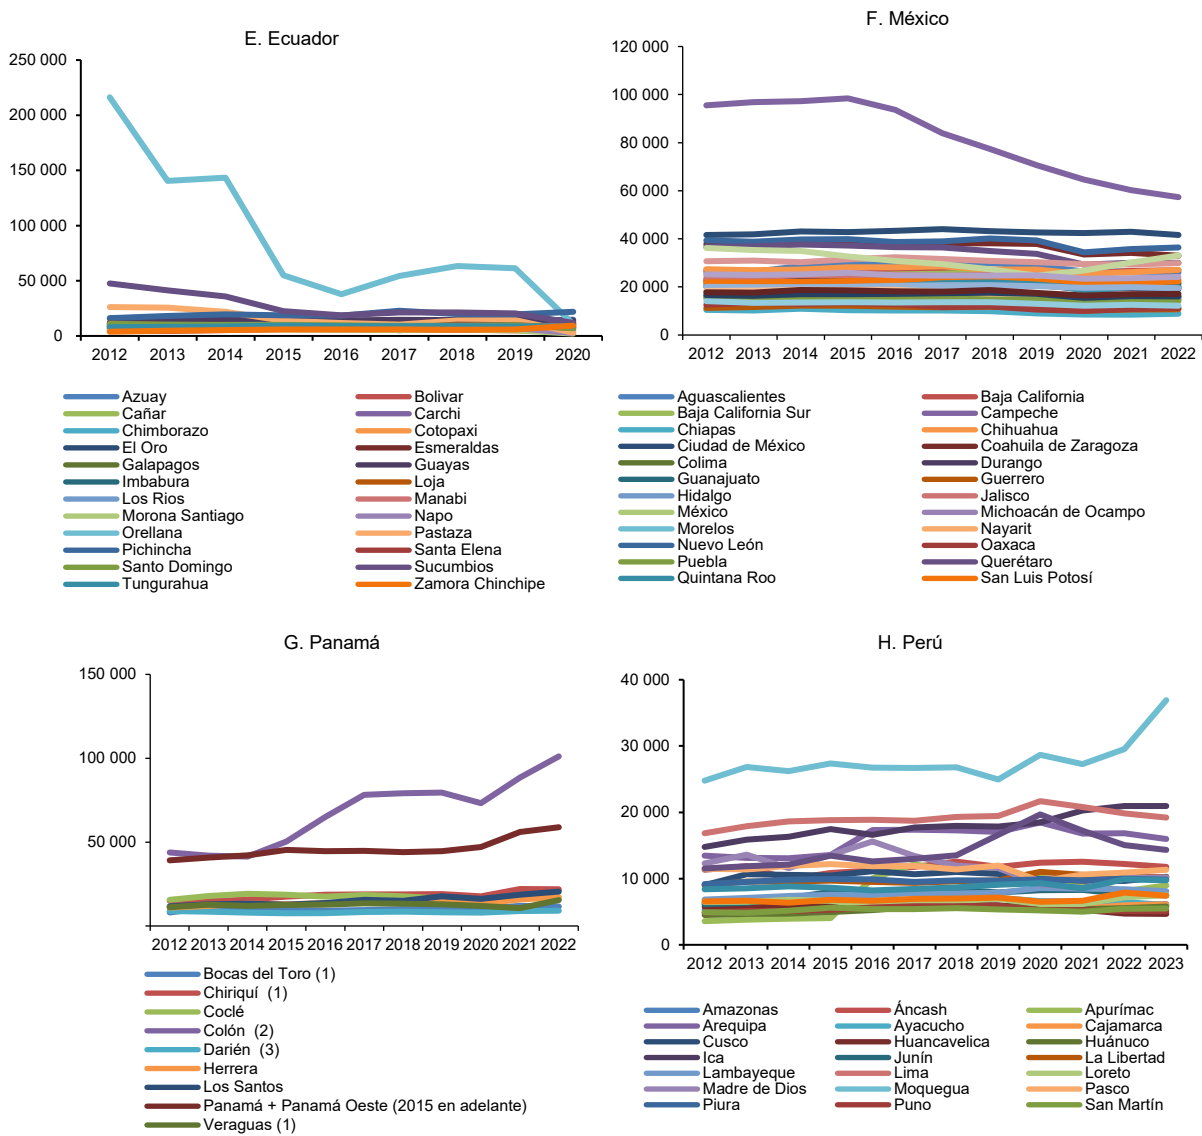 E. Ecuador
250 000
200 000
150 000
100 000
50 000
0
2012 2013 2014 2015 2016 2017 2018 2019 2020
Azuay Bolivar
Cañar Carchi
Chimborazo Cotopaxi
El Oro Esmeraldas
Galapagos Guayas
Imbabura Loja
Los Rios Manabi
Morona Santiago Napo
Orellana Pastaza
Pichincha Santa Elena
Santo Domingo Sucumbios
Tungurahua Zamora Chinchipe
F. México
120 000
100 000
80 000
60 000
40 000
20 000
0
2012 2013 2014 2015 2016 2017 2018 2019 2020 2021 2022
Aguascalientes Baja California
Baja California Sur Campeche
Chiapas Chihuahua
Ciudad de México Coahuila de Zaragoza
Colima Durango
Guanajuato Guerrero
Hidalgo Jalisco
México Michoacán de Ocampo
Morelos Nayarit
Nuevo León Oaxaca
Puebla Querétaro
Quintana Roo San Luis Potosí
G. Panamá
150 000
100 000
50 000
2012 2013 2014 2015 2016 2017 2018 2019 2020 2021 2022
Bocas del Toro (1)
Chiriquí (1)
Coclé
Colón (2)
Darién (3)
Herrera
Los Santos
Panamá + Panamá Oeste (2015 en adelante)
Veraguas (1)
H. Perú
40 000
30 000
20 000
10 000
0
2012 2013 2014 2015 2016 2017 2018 2019 2020 2021 2022 2023
Amazonas Áncash Apurímac
Arequipa Ayacucho Cajamarca
Cusco Huancavelica Huánuco
Ica Junín La Libertad
Lambayeque Lima Loreto
Madre de Dios Moquegua Pasco
Piura Puno San Martín